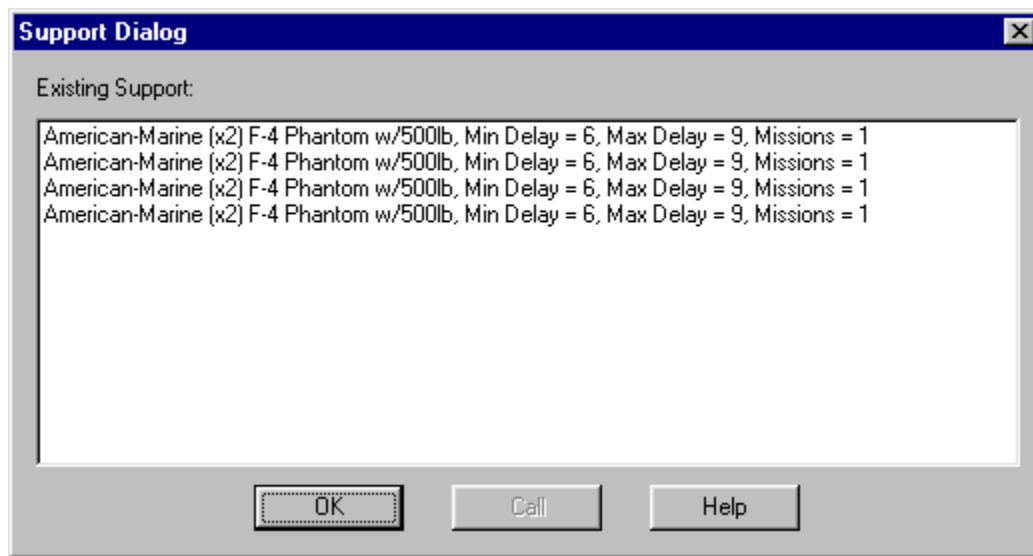 Support Dialog
Existing Support:
American-Marine (x2) F-4 Phantom w/500lb, Min Delay = 6, Max Delay = 9, Missions = 1
American-Marine (x2) F-4 Phantom w/500lb, Min Delay = 6, Max Delay = 9, Missions = 1
American-Marine (x2) F-4 Phantom w/500lb, Min Delay = 6, Max Delay = 9, Missions = 1
American-Marine (x2) F-4 Phantom w/500lb, Min Delay = 6, Max Delay = 9, Missions = 1
OK Call Help